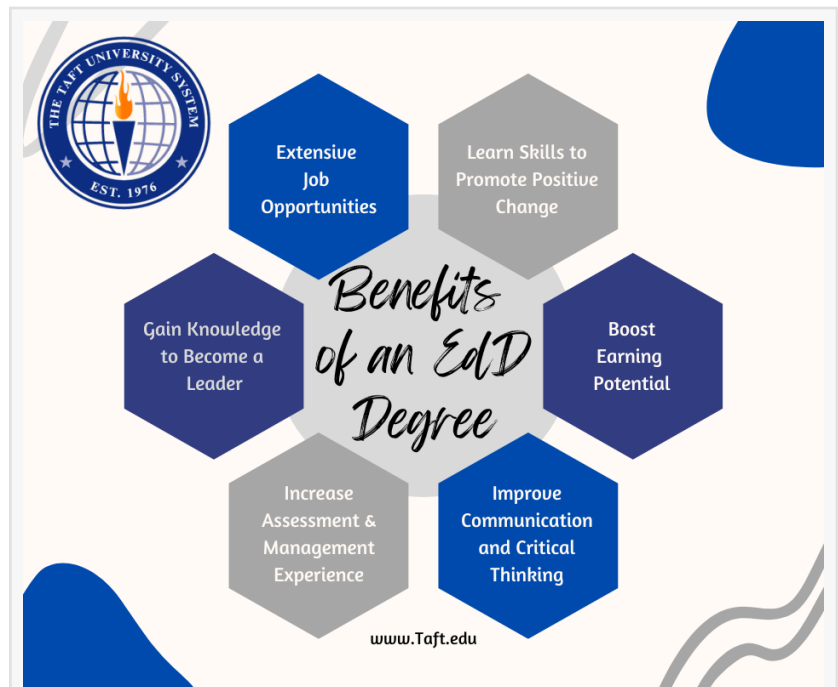 THE TAFT UNIVERSITY SYSTEM
EST. 1976
Extensive
Job
Opportunities
Learn Skills to
Promote Positive
Change
Gain Knowledge
to Become a
Leader
Benefits
of an EdD
Degree
Boost
Earning
Potential
Increase
Assessment &
Management
Experience
Improve
Communication
and Critical
Thinking
www.Taft.edu